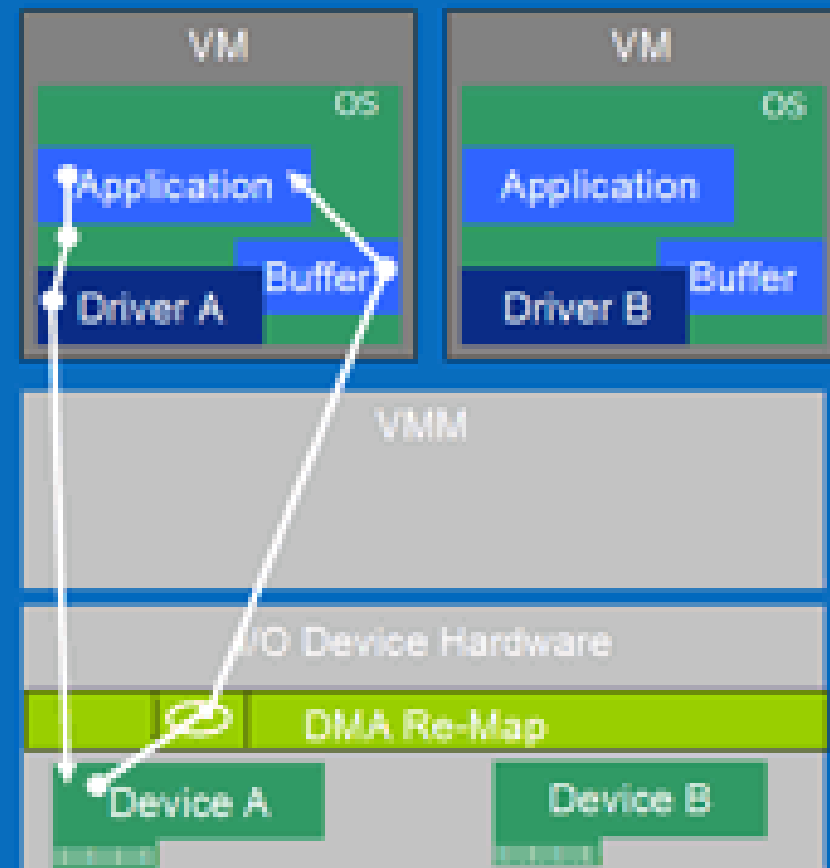 VM
OS
Application
Buffer
Driver A
VM
OS
Application
Buffer
Driver B
VMM
I/O Device Hardware
DMA Re-Map
Device A
Device B